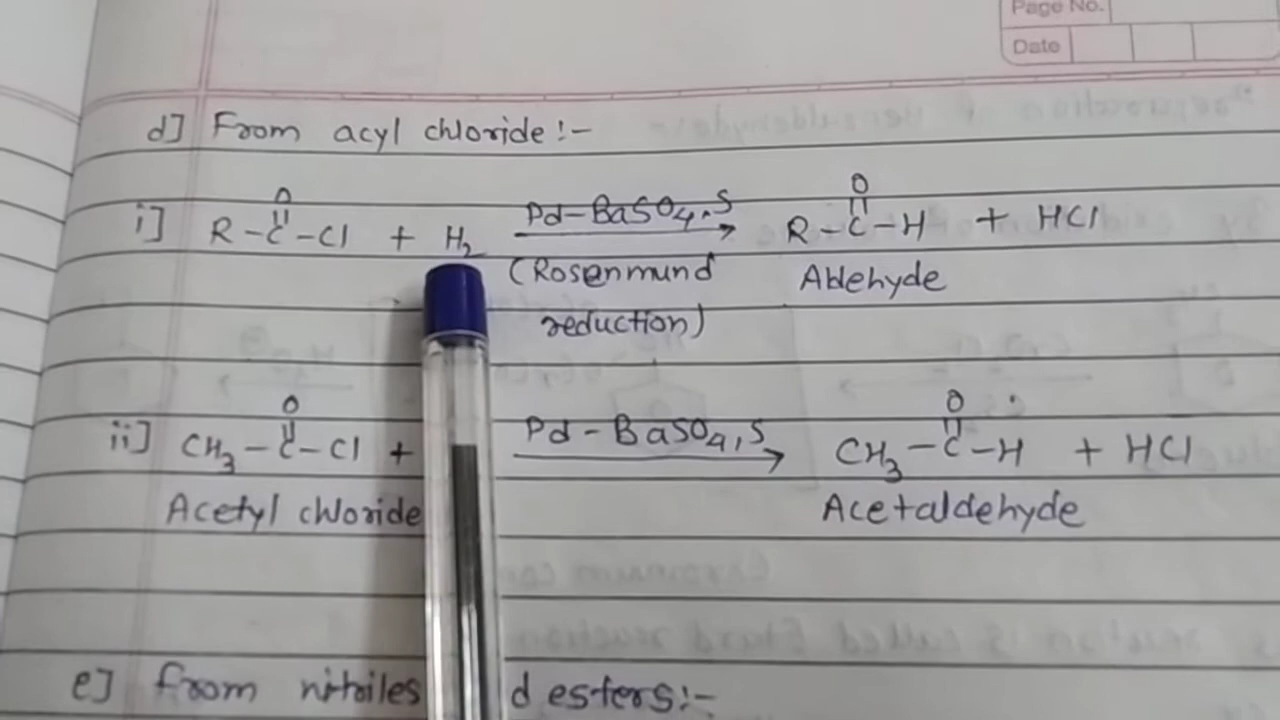 Page No.
Date
d] From acyl chloride :-
O
i] R - C - Cl + H2 Pd - BaSO4, S R - C - H + HCl
O
(Rosenmund Aldehyde
reduction)
O
ii] CH3 - C - Cl + Pd - BaSO4, S CH3 - C - H + HCl
O
Acetyl chloride Acetaldehyde
e] From nitriles d esters :-